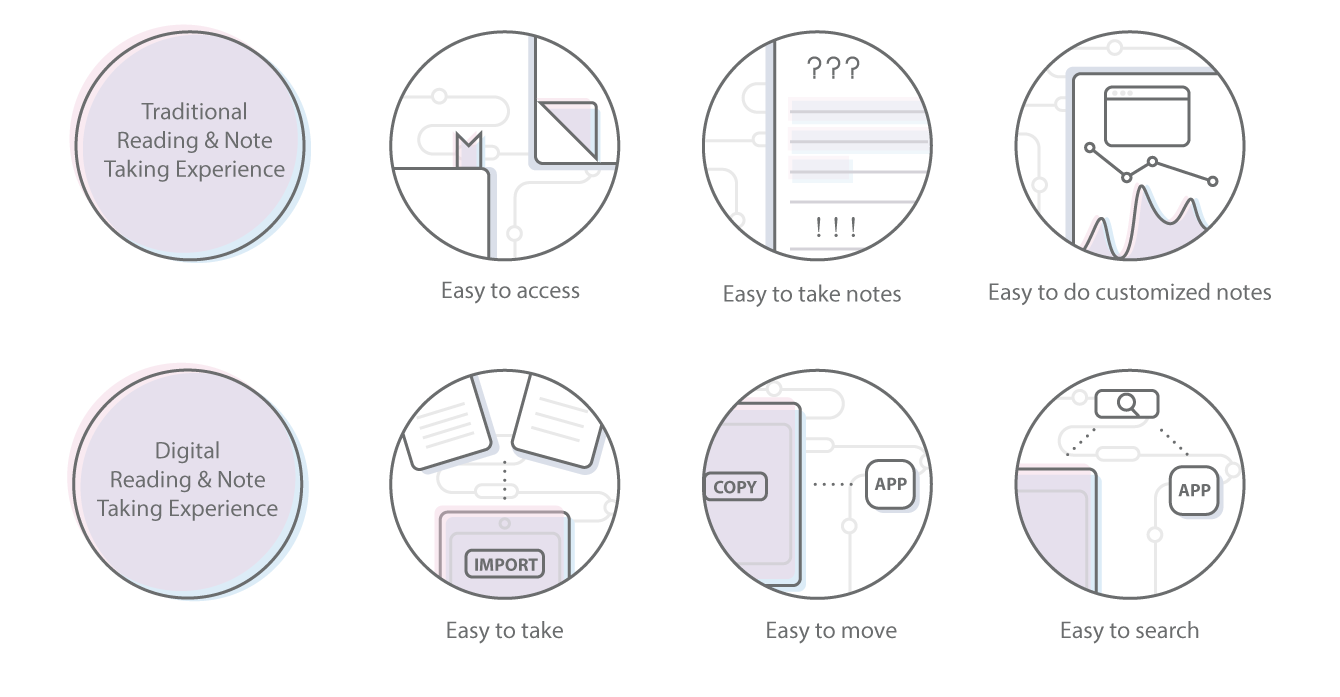 Traditional
Reading & Note
Taking Experience
???
!!!
Easy to access
Easy to take notes
Easy to do customized notes
Digital
Reading & Note
Taking Experience
IMPORT
COPY
APP
APP
Easy to take
Easy to move
Easy to search